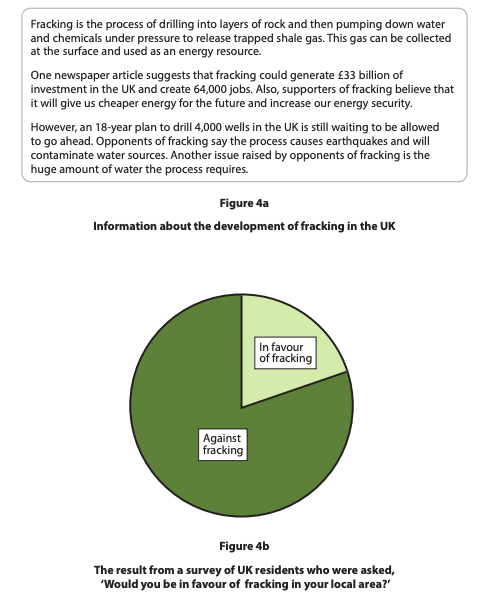 Fracking is the process of drilling into layers of rock and then pumping down water
and chemicals under pressure to release trapped shale gas. This gas can be collected
at the surface and used as an energy resource.
One newspaper article suggests that fracking could generate £33 billion of
investment in the UK and create 64,000 jobs. Also, supporters of fracking believe that
it will give us cheaper energy for the future and increase our energy security.
However, an 18-year plan to drill 4,000 wells in the UK is still waiting to be allowed
to go ahead. Opponents of fracking say the process causes earthquakes and will
contaminate water sources. Another issue raised by opponents of fracking is the
huge amount of water the process requires.
Figure 4a
Information about the development of fracking in the UK
In favour
of fracking
Against
fracking
Figure 4b
The result from a survey of UK residents who were asked,
‘Would you be in favour of fracking in your local area?’